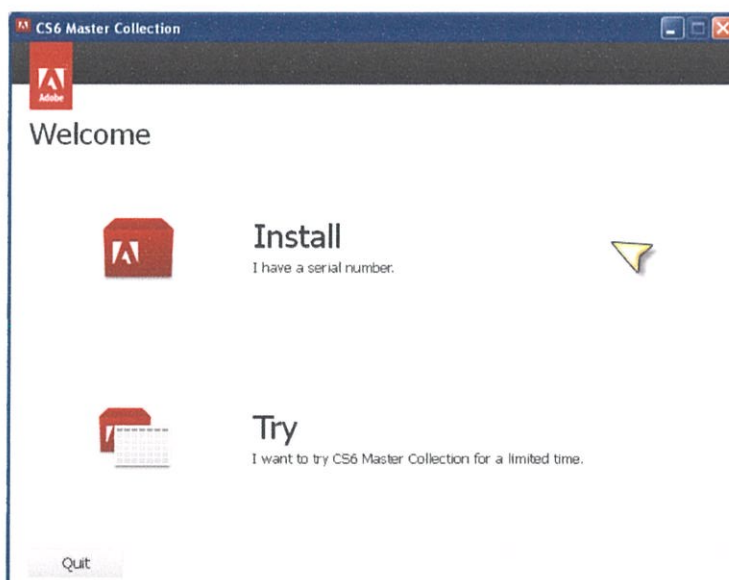 CS6 Master Collection
Adobe
Welcome
Install
I have a serial number.
Try
I want to try CS6 Master Collection for a limited time.
Quit